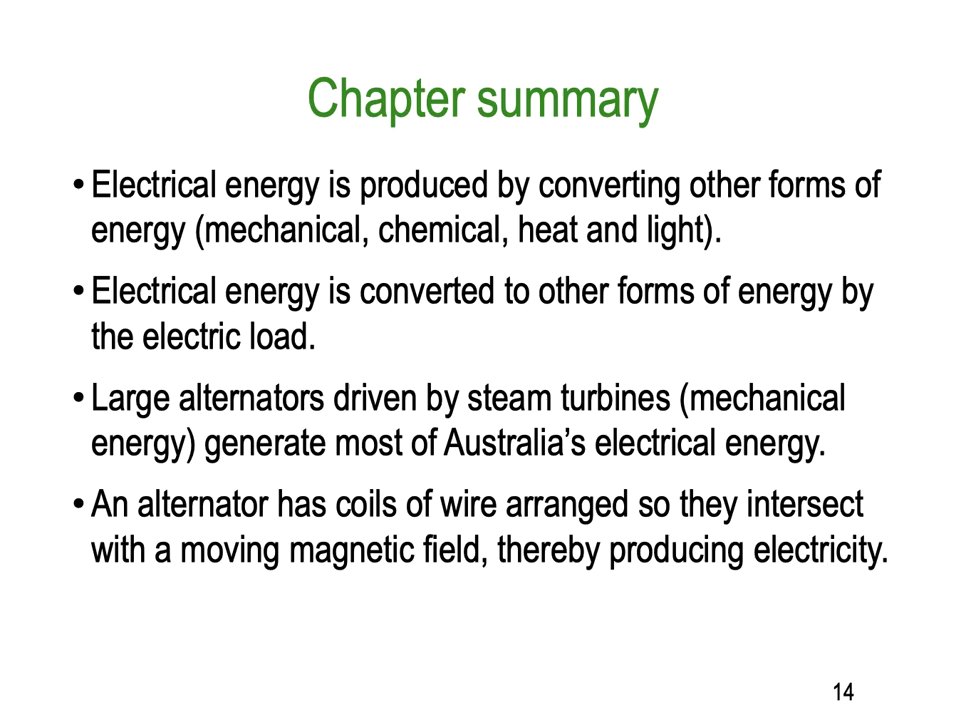 Chapter summary
• Electrical energy is produced by converting other forms of
energy (mechanical, chemical, heat and light).
• Electrical energy is converted to other forms of energy by
the electric load.
• Large alternators driven by steam turbines (mechanical
energy) generate most of Australia’s electrical energy.
• An alternator has coils of wire arranged so they intersect
with a moving magnetic field, thereby producing electricity.
14